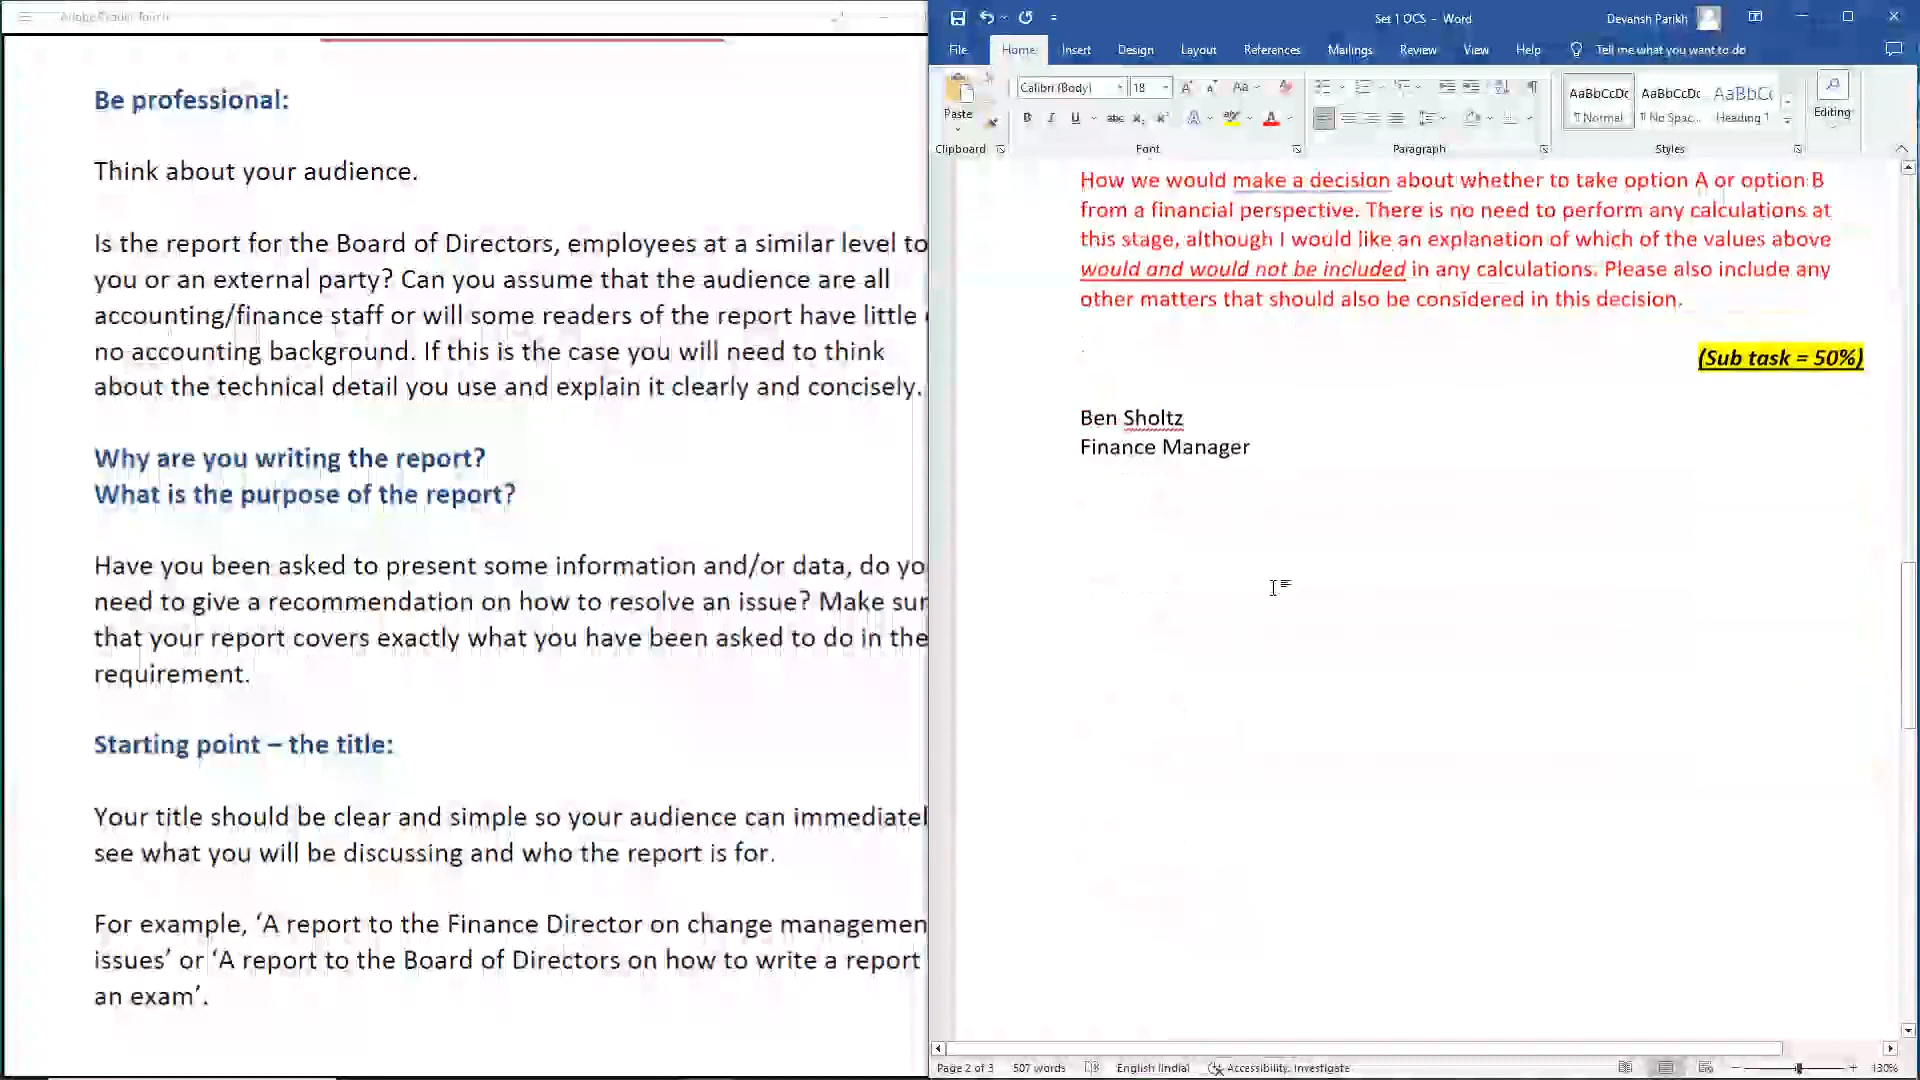 Be professional:
Think about your audience.
Is the report for the Board of Directors, employees at a similar level to
you or an external party? Can you assume that the audience are all
accounting/finance staff or will some readers of the report have little
no accounting background. If this is the case you will need to think
about the technical detail you use and explain it clearly and concisely.
Why are you writing the report?
What is the purpose of the report?
Have you been asked to present some information and/or data, do yo
need to give a recommendation on how to resolve an issue? Make sur
that your report covers exactly what you have been asked to do in the
requirement.
Starting point – the title:
Your title should be clear and simple so your audience can immediatel
see what you will be discussing and who the report is for.
For example, ‘A report to the Finance Director on change managemen
issues’ or ‘A report to the Board of Directors on how to write a report
an exam’.
Set 1 OCS - Word
Devansh Parikh
File Home Insert Design Layout References Mailings Review View Help Tell me what you want to do
Paste
Calibri (Body) 18
AaBbCcDc AaBbCcDc AaBbC
¶ Normal ¶ No Spac... Heading 1
Editing
Clipboard Font Paragraph Styles
How we would make a decision about whether to take option A or option B
from a financial perspective. There is no need to perform any calculations at
this stage, although I would like an explanation of which of the values above
would and would not be included in any calculations. Please also include any
other matters that should also be considered in this decision.
(Sub task = 50%)
Ben Sholtz
Finance Manager
Page 2 of 3 507 words English (India) Accessibility: Investigate 130%